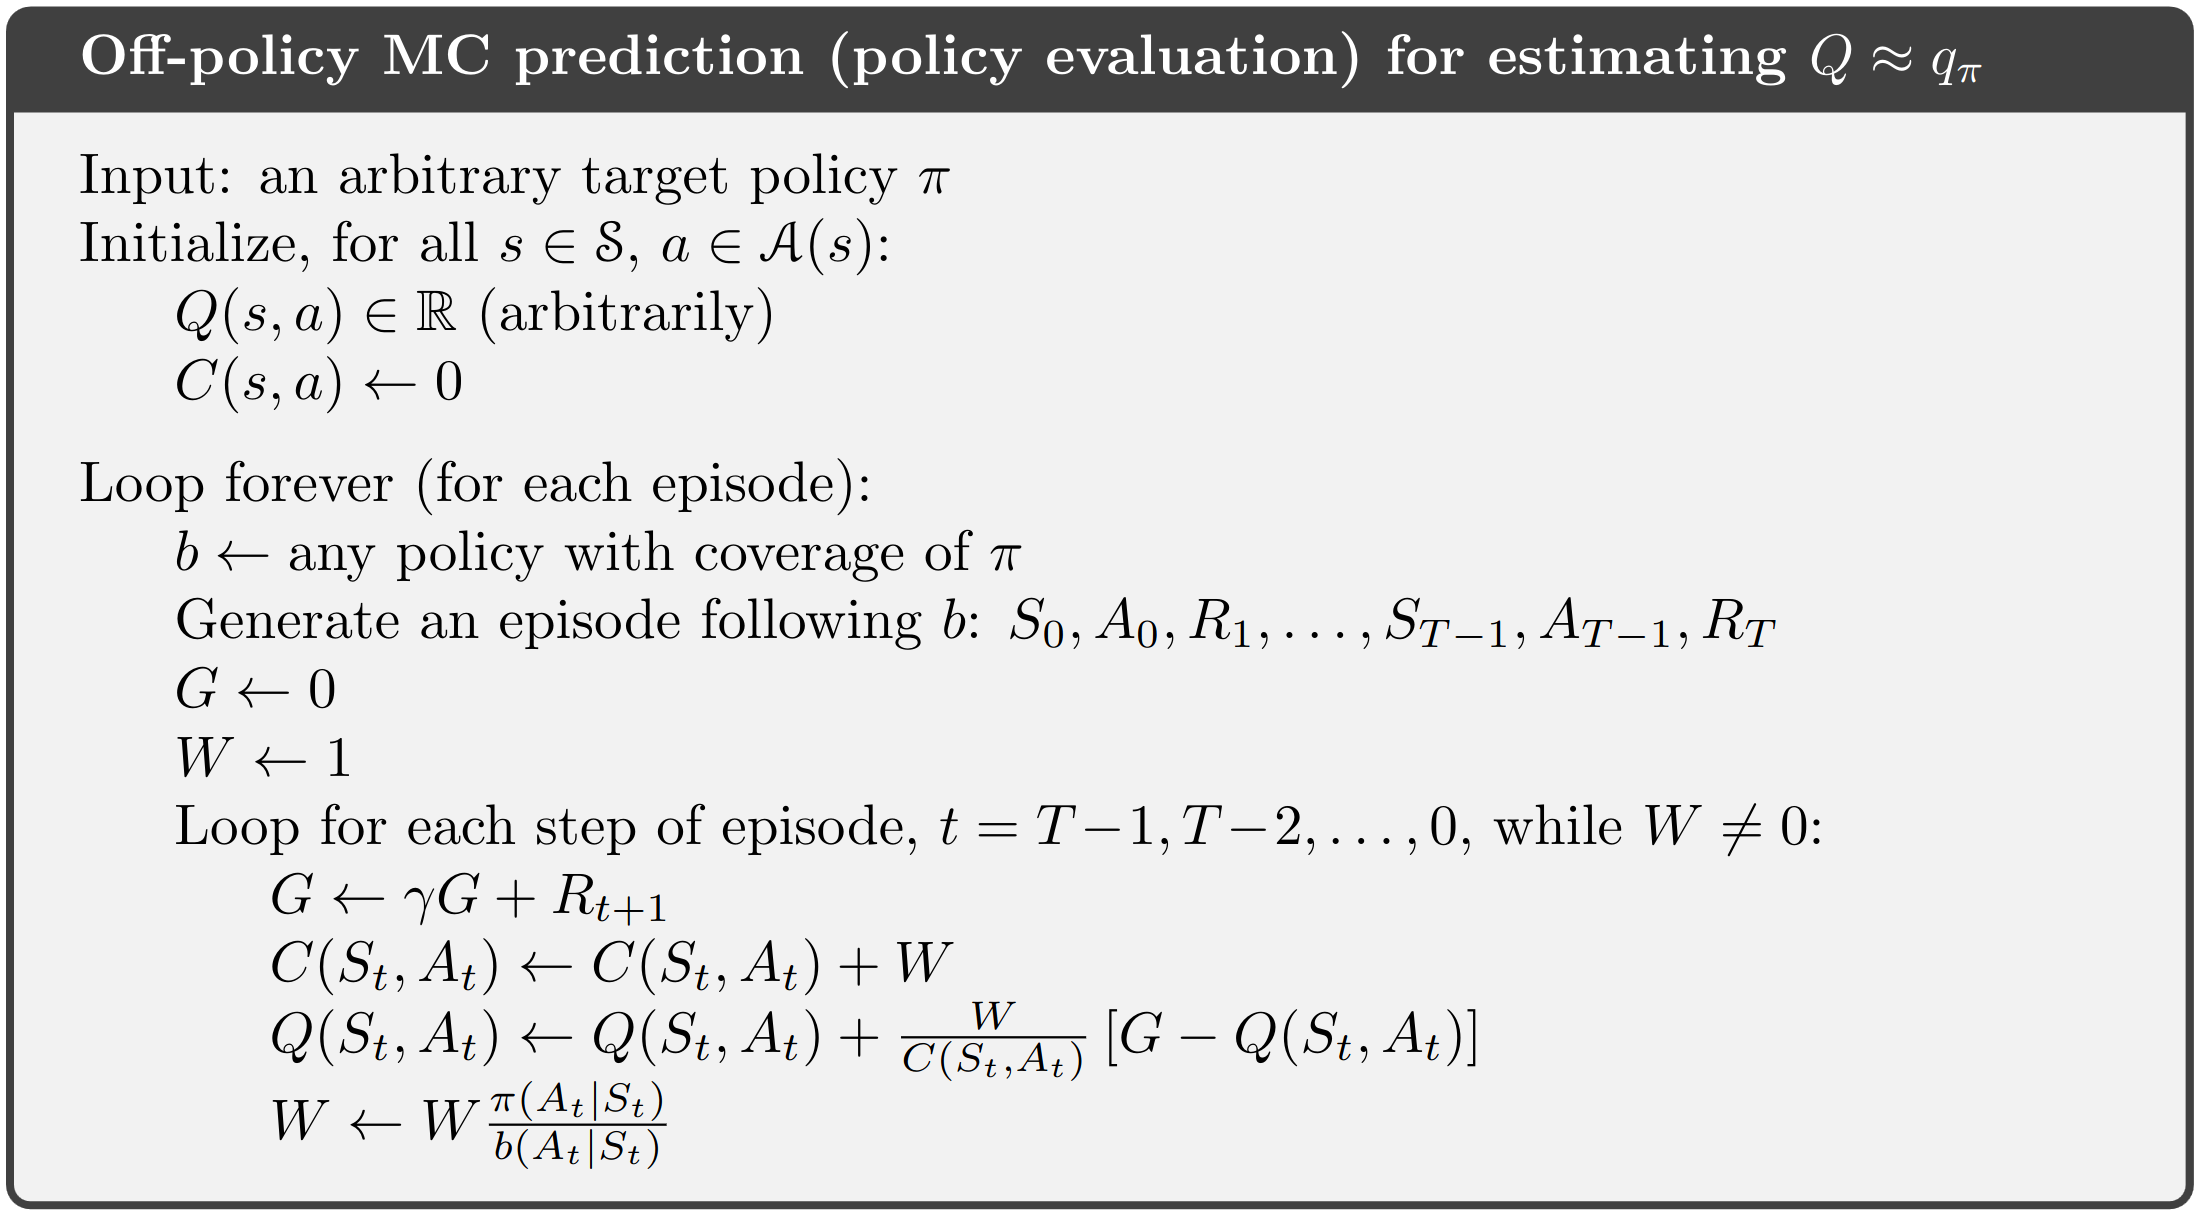 Off-policy MC prediction (policy evaluation) for estimating $Q \approx q_\pi$
Input: an arbitrary target policy $\pi$
Initialize, for all $s \in \mathcal{S}$, $a \in \mathcal{A}(s)$:
$Q(s,a) \in \mathbb{R}$ (arbitrarily)
$C(s,a) \leftarrow 0$
Loop forever (for each episode):
$b \leftarrow$ any policy with coverage of $\pi$
Generate an episode following $b$: $S_0, A_0, R_1, \ldots, S_{T-1}, A_{T-1}, R_T$
$G \leftarrow 0$
$W \leftarrow 1$
Loop for each step of episode, $t = T-1, T-2, \ldots, 0$, while $W \neq 0$:
$G \leftarrow \gamma G + R_{t+1}$
$C(S_t, A_t) \leftarrow C(S_t, A_t) + W$
$Q(S_t, A_t) \leftarrow Q(S_t, A_t) + \frac{W}{C(S_t,A_t)} [G - Q(S_t, A_t)]$
$W \leftarrow W \frac{\pi(A_t|S_t)}{b(A_t|S_t)}$